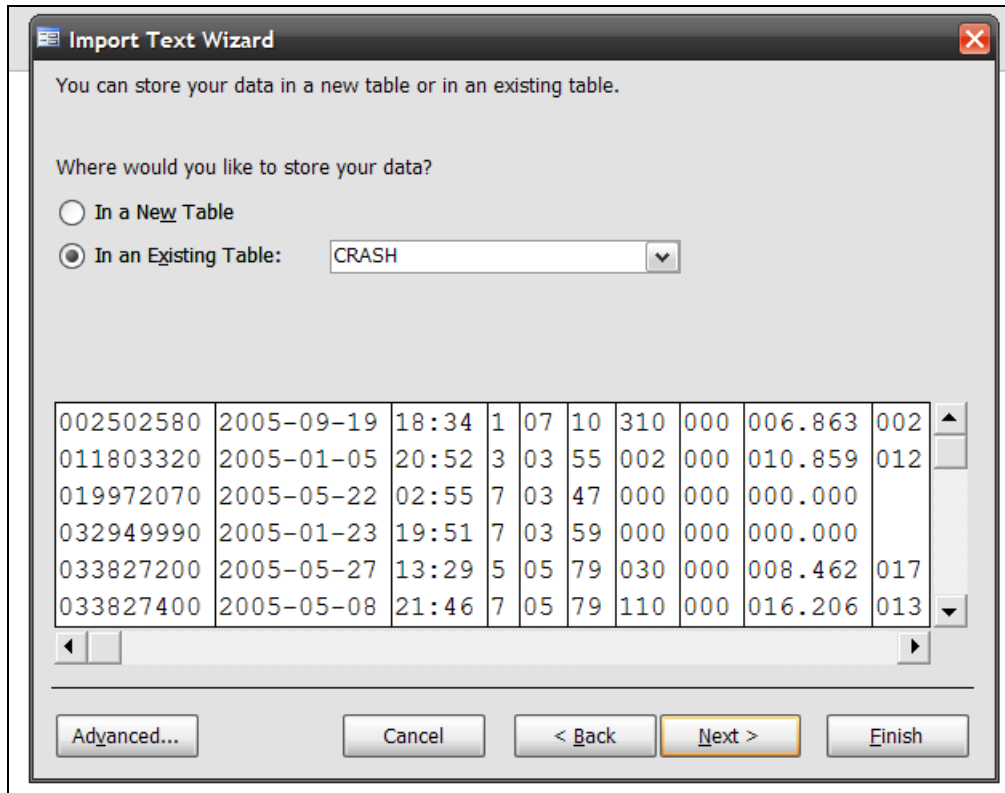 Import Text Wizard
You can store your data in a new table or in an existing table.
Where would you like to store your data?
In a New Table
In an Existing Table: CRASH
002502580 2005-09-19 18:34 1 07 10 310 000 006.863 002
011803320 2005-01-05 20:52 3 03 55 002 000 010.859 012
019972070 2005-05-22 02:55 7 03 47 000 000 000.000
032949990 2005-01-23 19:51 7 03 59 000 000 000.000
033827200 2005-05-27 13:29 5 05 79 030 000 008.462 017
033827400 2005-05-08 21:46 7 05 79 110 000 016.206 013
Advanced... Cancel < Back Next > Finish